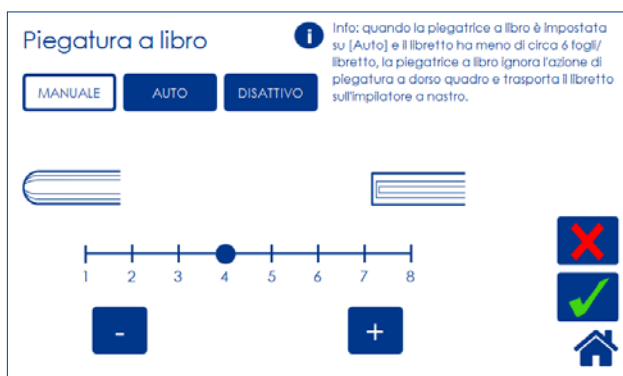 Piegatura a libro
i
Info: quando la piegatrice a libro è impostata
su [Auto] e il libretto ha meno di circa 6 fogli/
libretto, la piegatrice a libro ignora l'azione di
piegatura a dorso quadro e trasporta il libretto
sull'impilatore a nastro.
MANUALE AUTO DISATTIVO
1 2 3 4 5 6 7 8
- +